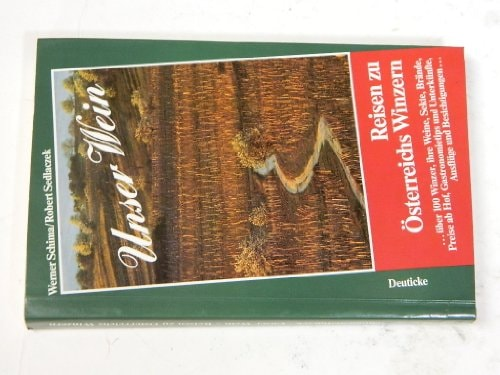 Werner Schima/Robert Sedlaczek
Unser Wein
Reisen zu
Österreichs Winzern
... über 100 Winzer, ihre Weine, Sekte, Brände,
Preise ab Hof, Gastronomietips und Unterkünfte,
Ausflüge und Besichtigungen ...
Deuticke